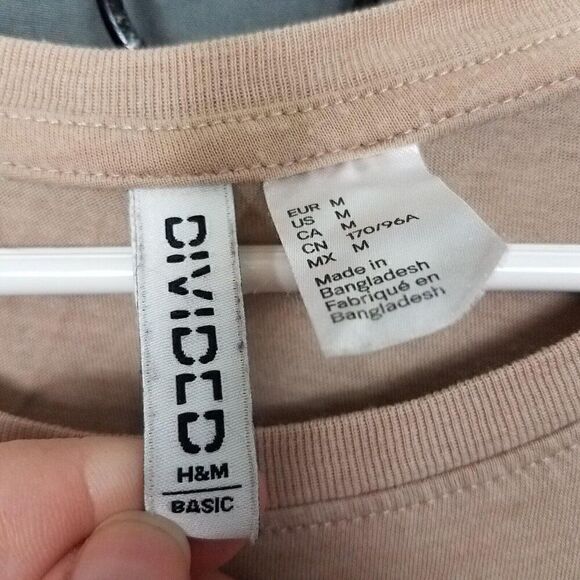 DIVIDED
H&M
BASIC
EUR M
US M
CA M
CN 170/96A
MX M
Made in
Bangladesh
Fabriqué en
Bangladesh